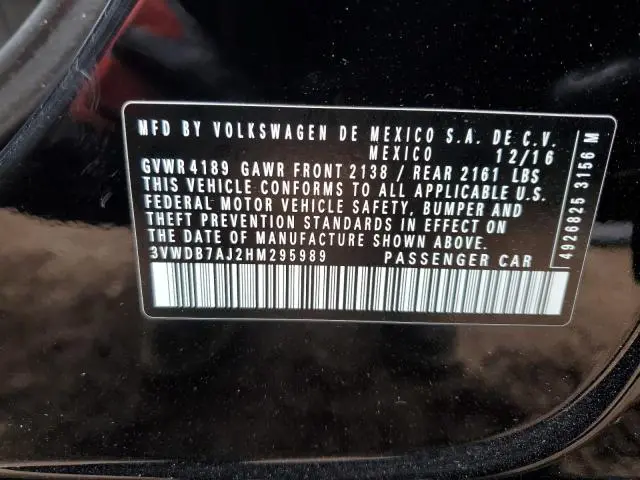 MFD BY VOLKSWAGEN DE MEXICO S.A. DE C.V.
MEXICO 12/16
GVWR 4189 GAWR FRONT 2138 / REAR 2161 LBS
THIS VEHICLE CONFORMS TO ALL APPLICABLE U.S.
FEDERAL MOTOR VEHICLE SAFETY, BUMPER AND
THEFT PREVENTION STANDARDS IN EFFECT ON
THE DATE OF MANUFACTURE SHOWN ABOVE.
3VWDB7AJ2HM295989 PASSENGER CAR
4926825 3156 M